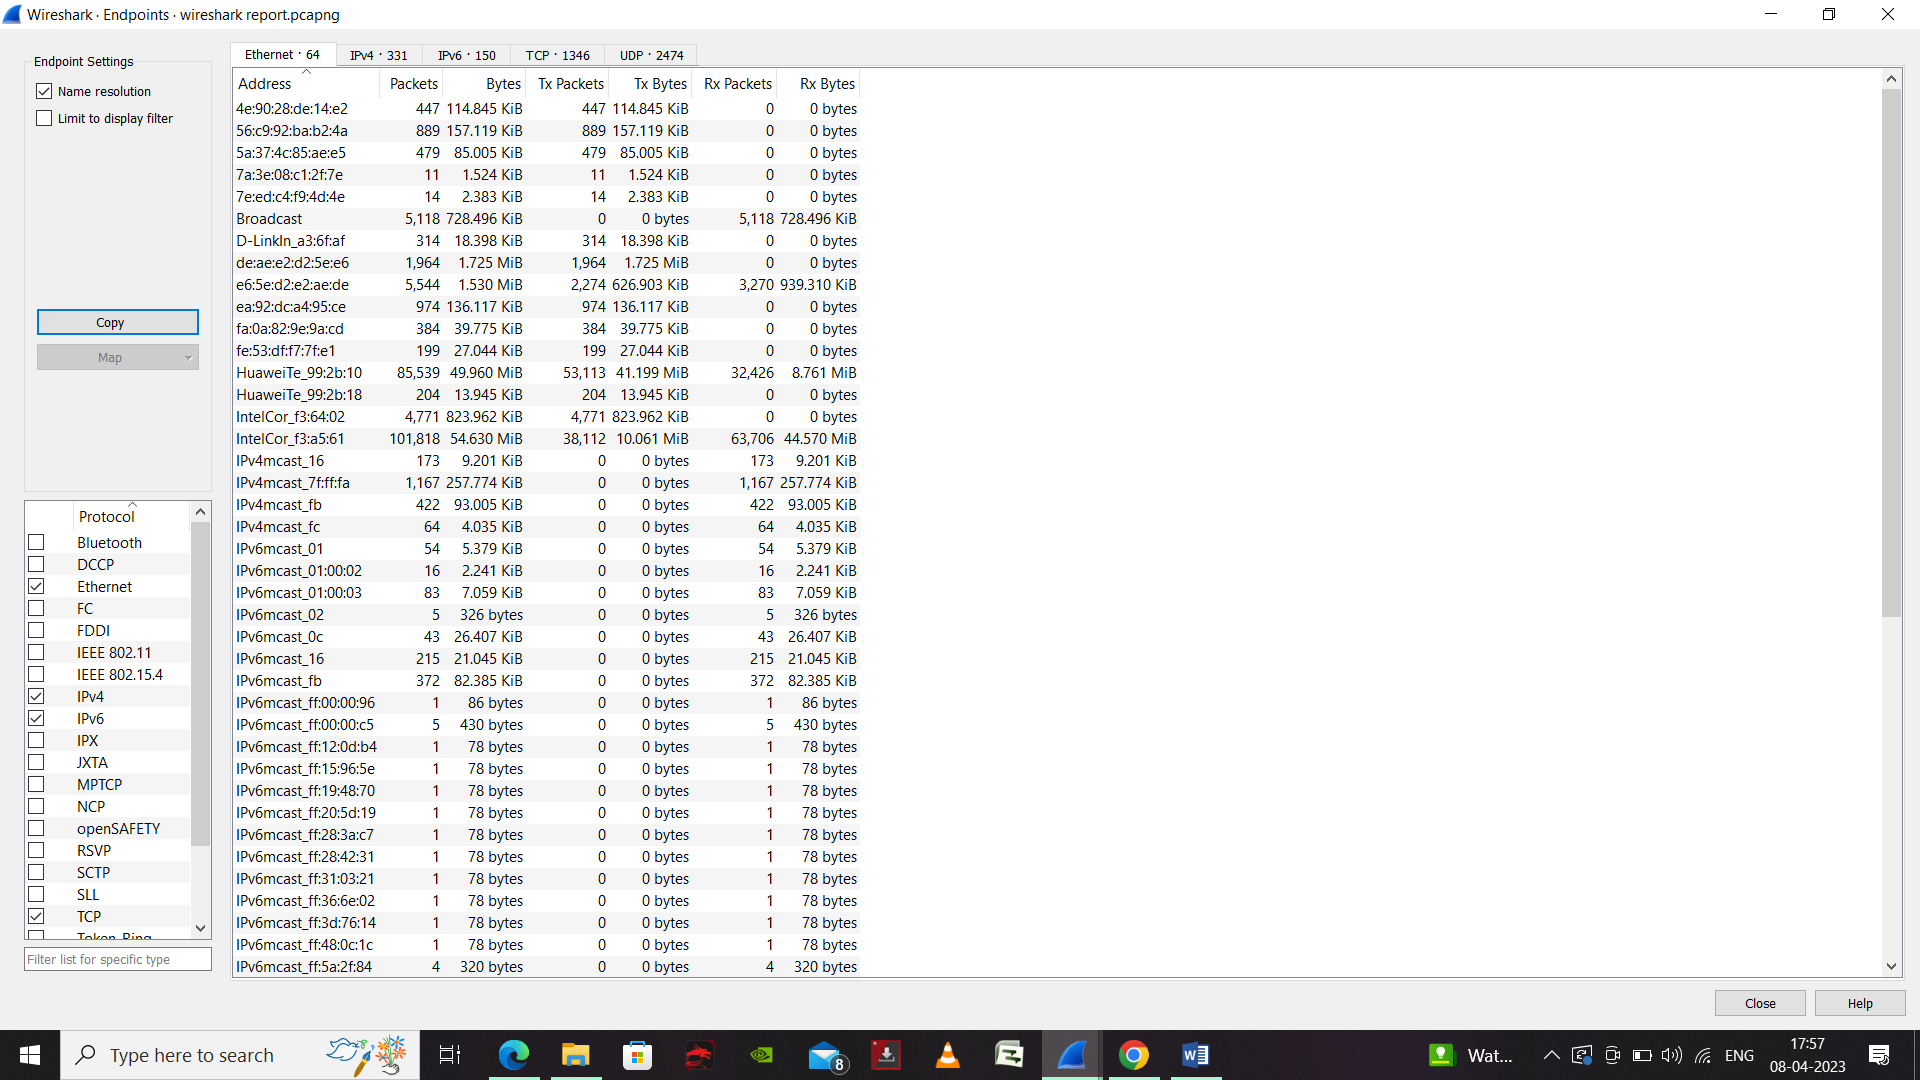 Wireshark · Endpoints · wireshark report.pcapng
Endpoint Settings
Name resolution
Limit to display filter
Copy
Map
Protocol
Bluetooth
DCCP
Ethernet
FC
FDDI
IEEE 802.11
IEEE 802.15.4
IPv4
IPv6
IPX
JXTA
MPTCP
NCP
openSAFETY
RSVP
SCTP
SLL
TCP
Token-Ring
Filter list for specific type
Ethernet · 64 IPv4 · 331 IPv6 · 150 TCP · 1346 UDP · 2474
Address Packets Bytes Tx Packets Tx Bytes Rx Packets Rx Bytes
4e:90:28:de:14:e2 447 114.845 KiB 447 114.845 KiB 0 0 bytes
56:c9:92:ba:b2:4a 889 157.119 KiB 889 157.119 KiB 0 0 bytes
5a:37:4c:85:ae:e5 479 85.005 KiB 479 85.005 KiB 0 0 bytes
7a:3e:08:c1:2f:7e 11 1.524 KiB 11 1.524 KiB 0 0 bytes
7e:ed:c4:f9:4d:4e 14 2.383 KiB 14 2.383 KiB 0 0 bytes
Broadcast 5,118 728.496 KiB 0 0 bytes 5,118 728.496 KiB
D-LinkIn_a3:6f:af 314 18.398 KiB 314 18.398 KiB 0 0 bytes
de:ae:e2:d2:5e:e6 1,964 1.725 MiB 1,964 1.725 MiB 0 0 bytes
e6:5e:d2:e2:ae:de 5,544 1.530 MiB 2,274 626.903 KiB 3,270 939.310 KiB
ea:92:dc:a4:95:ce 974 136.117 KiB 974 136.117 KiB 0 0 bytes
fa:0a:82:9e:9a:cd 384 39.775 KiB 384 39.775 KiB 0 0 bytes
fe:53:df:f7:7f:e1 199 27.044 KiB 199 27.044 KiB 0 0 bytes
HuaweiTe_99:2b:10 85,539 49.960 MiB 53,113 41.199 MiB 32,426 8.761 MiB
HuaweiTe_99:2b:18 204 13.945 KiB 204 13.945 KiB 0 0 bytes
IntelCor_f3:64:02 4,771 823.962 KiB 4,771 823.962 KiB 0 0 bytes
IntelCor_f3:a5:61 101,818 54.630 MiB 38,112 10.061 MiB 63,706 44.570 MiB
IPv4mcast_16 173 9.201 KiB 0 0 bytes 173 9.201 KiB
IPv4mcast_7f:ff:fa 1,167 257.774 KiB 0 0 bytes 1,167 257.774 KiB
IPv4mcast_fb 422 93.005 KiB 0 0 bytes 422 93.005 KiB
IPv4mcast_fc 64 4.035 KiB 0 0 bytes 64 4.035 KiB
IPv6mcast_01 54 5.379 KiB 0 0 bytes 54 5.379 KiB
IPv6mcast_01:00:02 16 2.241 KiB 0 0 bytes 16 2.241 KiB
IPv6mcast_01:00:03 83 7.059 KiB 0 0 bytes 83 7.059 KiB
IPv6mcast_02 5 326 bytes 0 0 bytes 5 326 bytes
IPv6mcast_0c 43 26.407 KiB 0 0 bytes 43 26.407 KiB
IPv6mcast_16 215 21.045 KiB 0 0 bytes 215 21.045 KiB
IPv6mcast_fb 372 82.385 KiB 0 0 bytes 372 82.385 KiB
IPv6mcast_ff:00:00:96 1 86 bytes 0 0 bytes 1 86 bytes
IPv6mcast_ff:00:00:c5 5 430 bytes 0 0 bytes 5 430 bytes
IPv6mcast_ff:12:0d:b4 1 78 bytes 0 0 bytes 1 78 bytes
IPv6mcast_ff:15:96:5e 1 78 bytes 0 0 bytes 1 78 bytes
IPv6mcast_ff:19:48:70 1 78 bytes 0 0 bytes 1 78 bytes
IPv6mcast_ff:20:5d:19 1 78 bytes 0 0 bytes 1 78 bytes
IPv6mcast_ff:28:3a:c7 1 78 bytes 0 0 bytes 1 78 bytes
IPv6mcast_ff:28:42:31 1 78 bytes 0 0 bytes 1 78 bytes
IPv6mcast_ff:31:03:21 1 78 bytes 0 0 bytes 1 78 bytes
IPv6mcast_ff:36:6e:02 1 78 bytes 0 0 bytes 1 78 bytes
IPv6mcast_ff:3d:76:14 1 78 bytes 0 0 bytes 1 78 bytes
IPv6mcast_ff:48:0c:1c 1 78 bytes 0 0 bytes 1 78 bytes
IPv6mcast_ff:5a:2f:84 4 320 bytes 0 0 bytes 4 320 bytes
Close Help
Type here to search
8
Wat...
ENG
17:57
08-04-2023